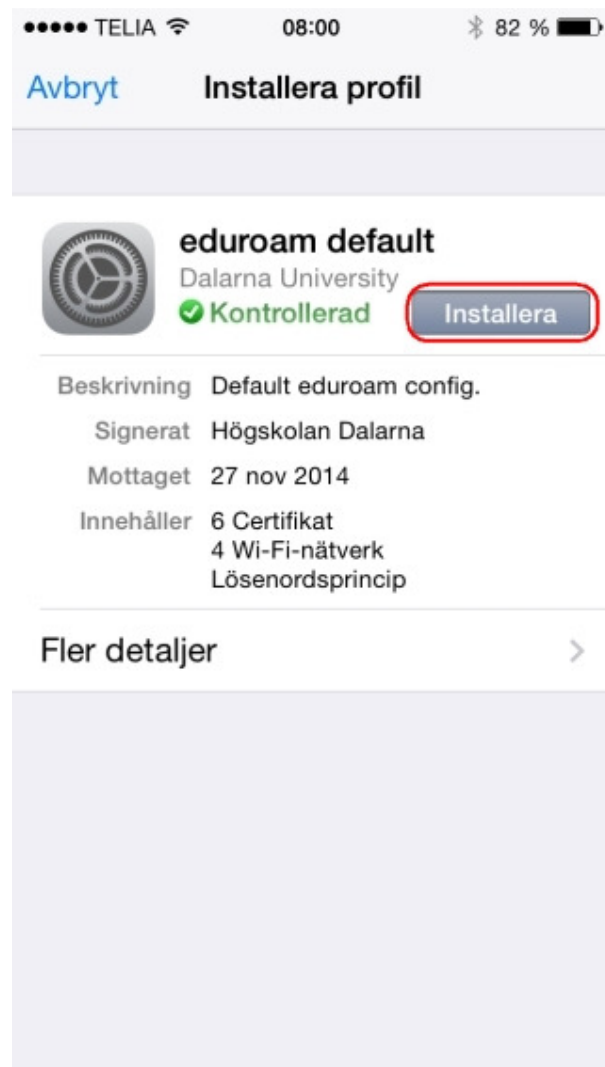 TELIA 08:00 82 %
Avbryt Installera profil
eduroam default
Dalarna University
Kontrollerad Installera
Beskrivning Default eduroam config.
Signerat Högskolan Dalarna
Mottaget 27 nov 2014
Innehåller 6 Certifikat
4 Wi-Fi-nätverk
Lösenordsprincip
Fler detaljer